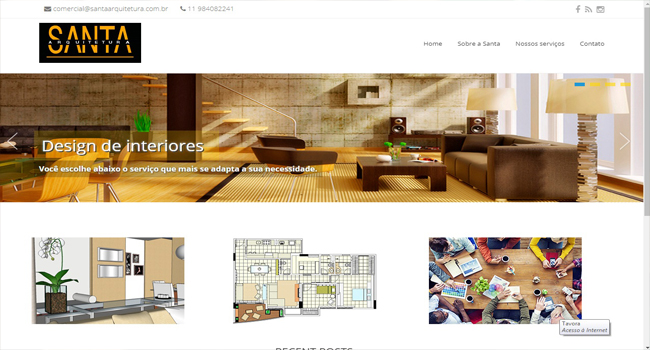 comercial@santaarquitetura.com.br 11 984082241
SANTA
ARQUITETURA
Home Sobre a Santa Nossos serviços Contato
Design de interiores
Você escolhe abaixo o serviço que mais se adapta a sua necessidade.
Tavora
Acesso à Internet
RECENT POSTS